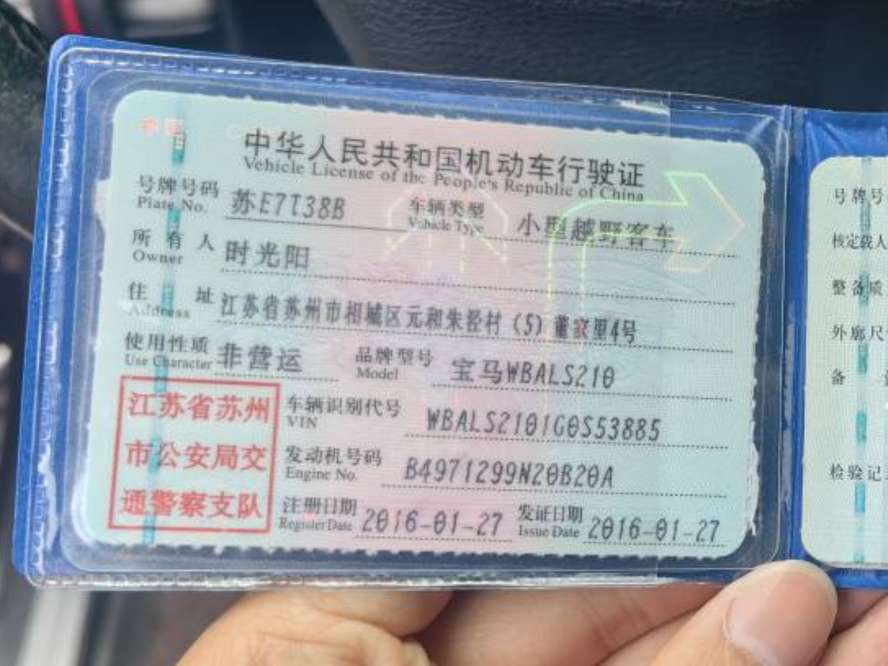 中华人民共和国机动车行驶证
Vehicle License of the People's Republic of China
号牌号码 苏E7T38B 车辆类型 小型越野客车
Plate No. Vehicle Type
所有人 时光阳
Owner
住址 江苏省苏州市相城区元和朱泾村(5)董家里4号
Address
使用性质 非营运 品牌型号 宝马WBALS210
Use Character Model
江苏省苏州
市公安局交
通警察支队
车辆识别代号 WBALS2101G0S53885
VIN
发动机号码 B4971299N20B20A
Engine No.
注册日期 2016-01-27 发证日期 2016-01-27
Register Date Issue Date
号牌号
核定载人
整备质
外廓尺
备
检验记